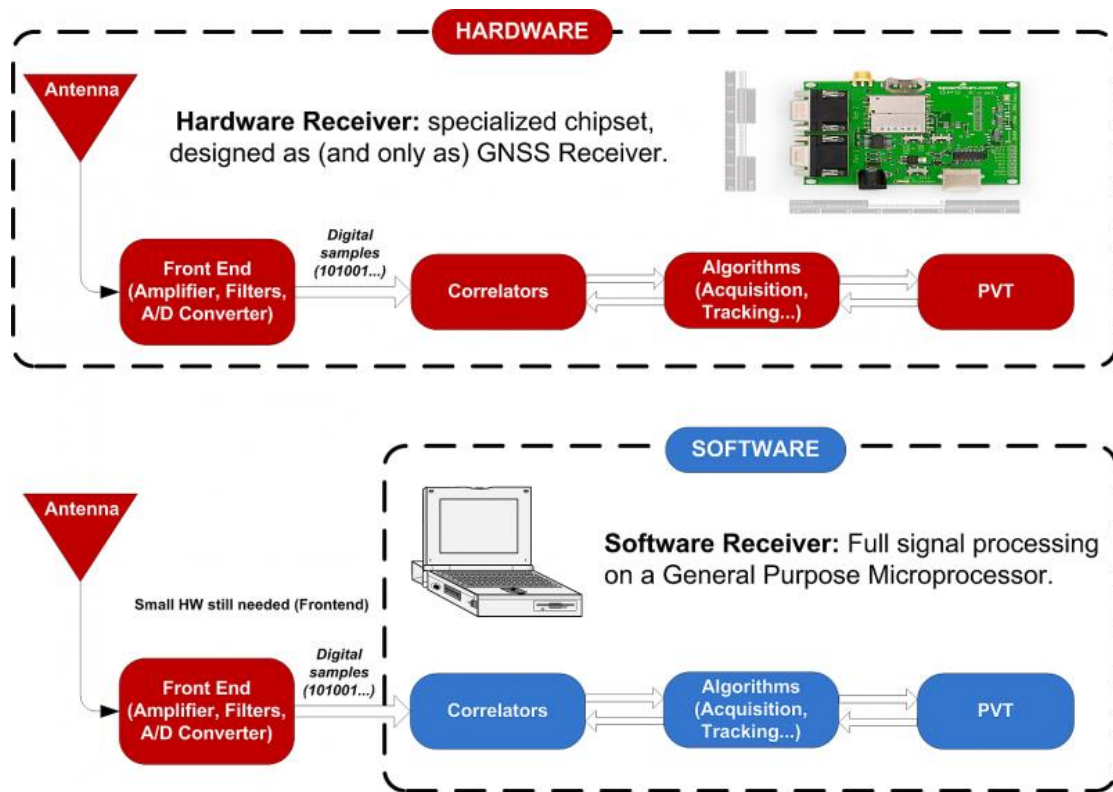 HARDWARE
Antenna
Hardware Receiver: specialized chipset,
designed as (and only as) GNSS Receiver.
sparkfun.com
Front End
(Amplifier, Filters,
A/D Converter)
Digital
samples
(101001...)
Correlators
Algorithms
(Acquisition,
Tracking...)
PVT
SOFTWARE
Antenna
Software Receiver: Full signal processing
on a General Purpose Microprocessor.
Small HW still needed (Frontend)
Front End
(Amplifier, Filters,
A/D Converter)
Digital
samples
(101001...)
Correlators
Algorithms
(Acquisition,
Tracking...)
PVT